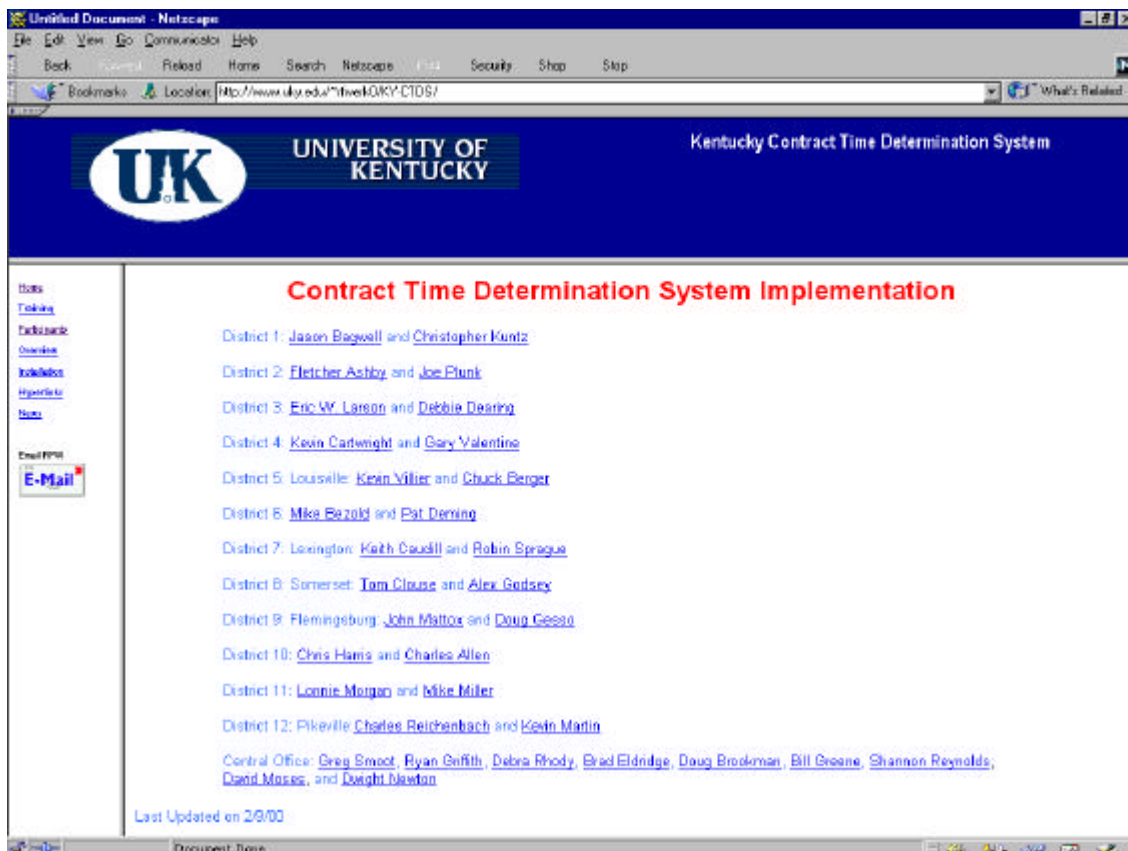 Untitled Document - Netscape
File Edit View Go Communicator Help
Back Reload Home Search Netscape Security Shop Stop
Bookmarks Location: What's Related
UK
UNIVERSITY OF
KENTUCKY
Kentucky Contract Time Determination System
Home
Training
Participants
Overview
Installation
Hyperlinks
News
Email
E-Mail
Contract Time Determination System Implementation
District 1: Jason Bagwell and Christopher Kuntz
District 2: Fletcher Ashby and Joe Plunk
District 3: Eric W. Larson and Debbie Dearing
District 4: Kevin Cartwright and Gary Valentine
District 5: Louisville: Kevin Villier and Chuck Berger
District 6: Mike Bezold and Pat Deming
District 7: Lexington: Keith Caudill and Robin Sprague
District 8: Somerset: Tom Clouse and Alex Godsey
District 9: Flemingsburg: John Mattox and Doug Gesso
District 10: Chris Harris and Charles Allen
District 11: Lonnie Morgan and Mike Miller
District 12: Pikeville Charles Reichenbach and Kevin Martin
Central Office: Greg Smoot, Ryan Griffith, Debra Rhody, Brad Eldridge, Doug Brookman, Bill Greene, Shannon Reynolds,
David Moses, and Dwight Newton
Last Updated on 2/9/00
Document: Done